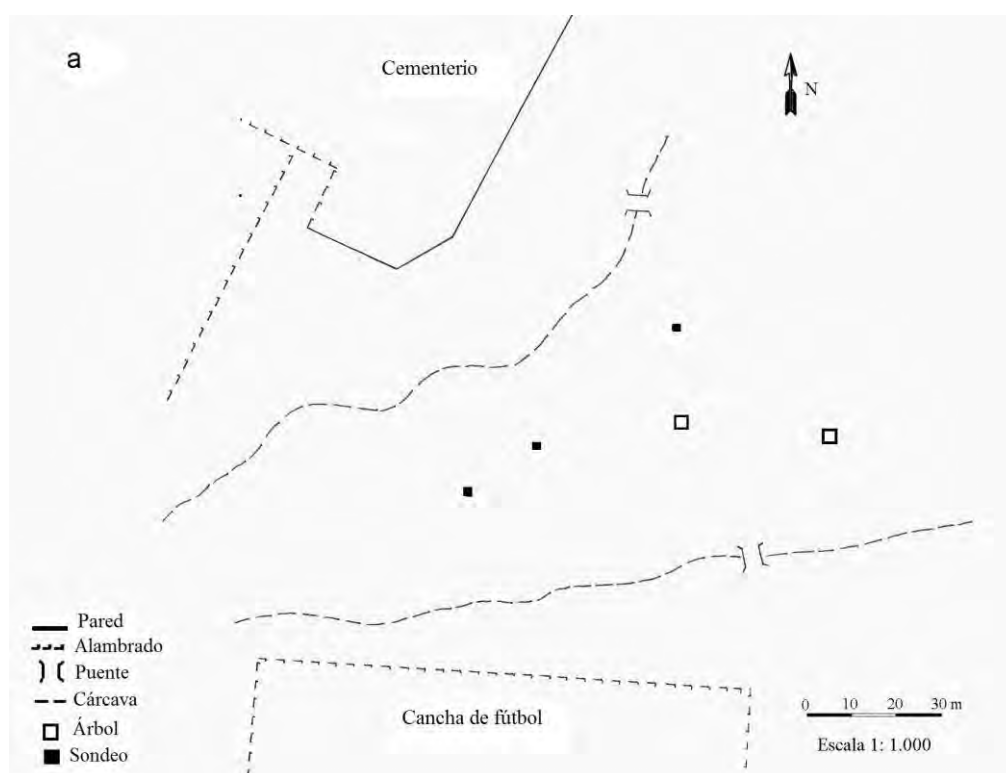 a
Cementerio
N
Pared
Alambrado
Puente
Cárcava
Árbol
Sondeo
Cancha de fútbol
0 10 20 30 m
Escala 1: 1.000